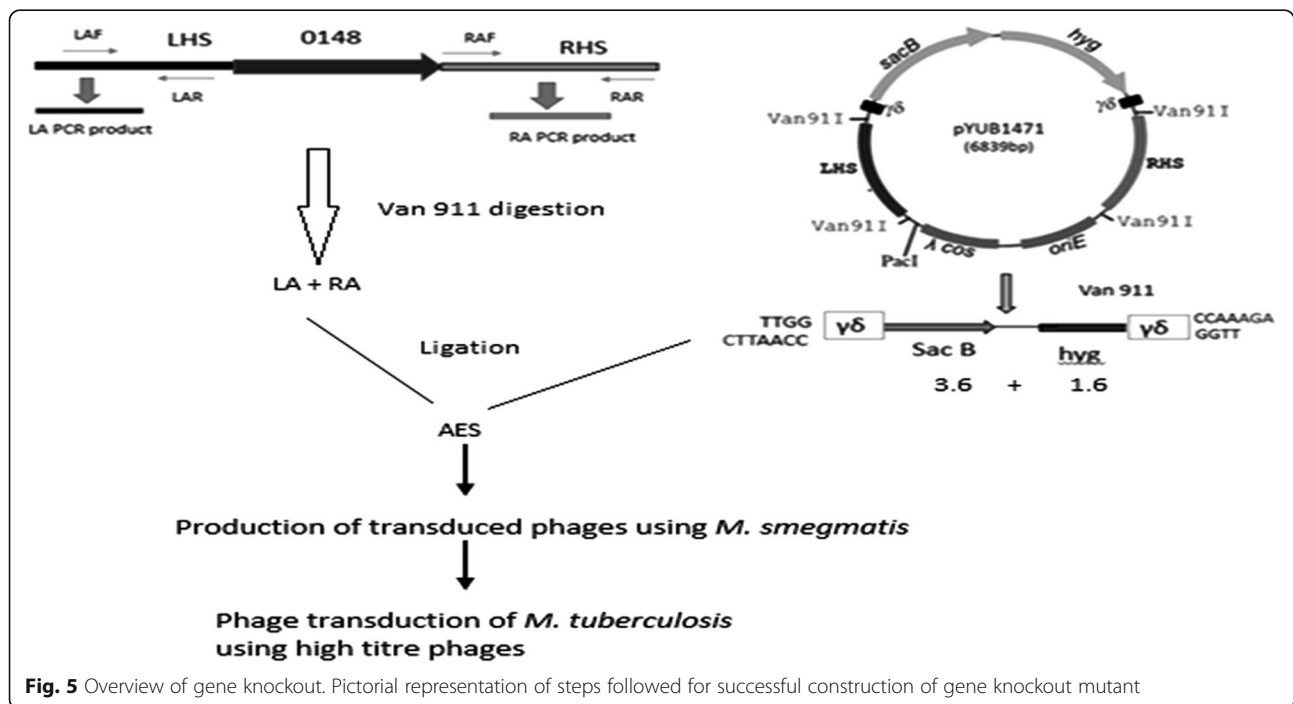 LAF
LHS
0148
RAF
RHS
LAR
RAR
LA PCR product
RA PCR product
Van 911 digestion
LA + RA
Ligation
sacB
hyg
γδ
γδ
Van91I
Van91I
pYUB1471
(6839bp)
LHS
RHS
Van91I
Van91I
PacI
λ cos
oriE
Van 911
TTGG
CTTAACC
γδ
γδ
CCAAAGA
GGTT
Sac B
hyg
3.6 + 1.6
AES
Production of transduced phages using M. smegmatis
Phage transduction of M. tuberculosis
using high titre phages
Fig. 5 Overview of gene knockout. Pictorial representation of steps followed for successful construction of gene knockout mutant